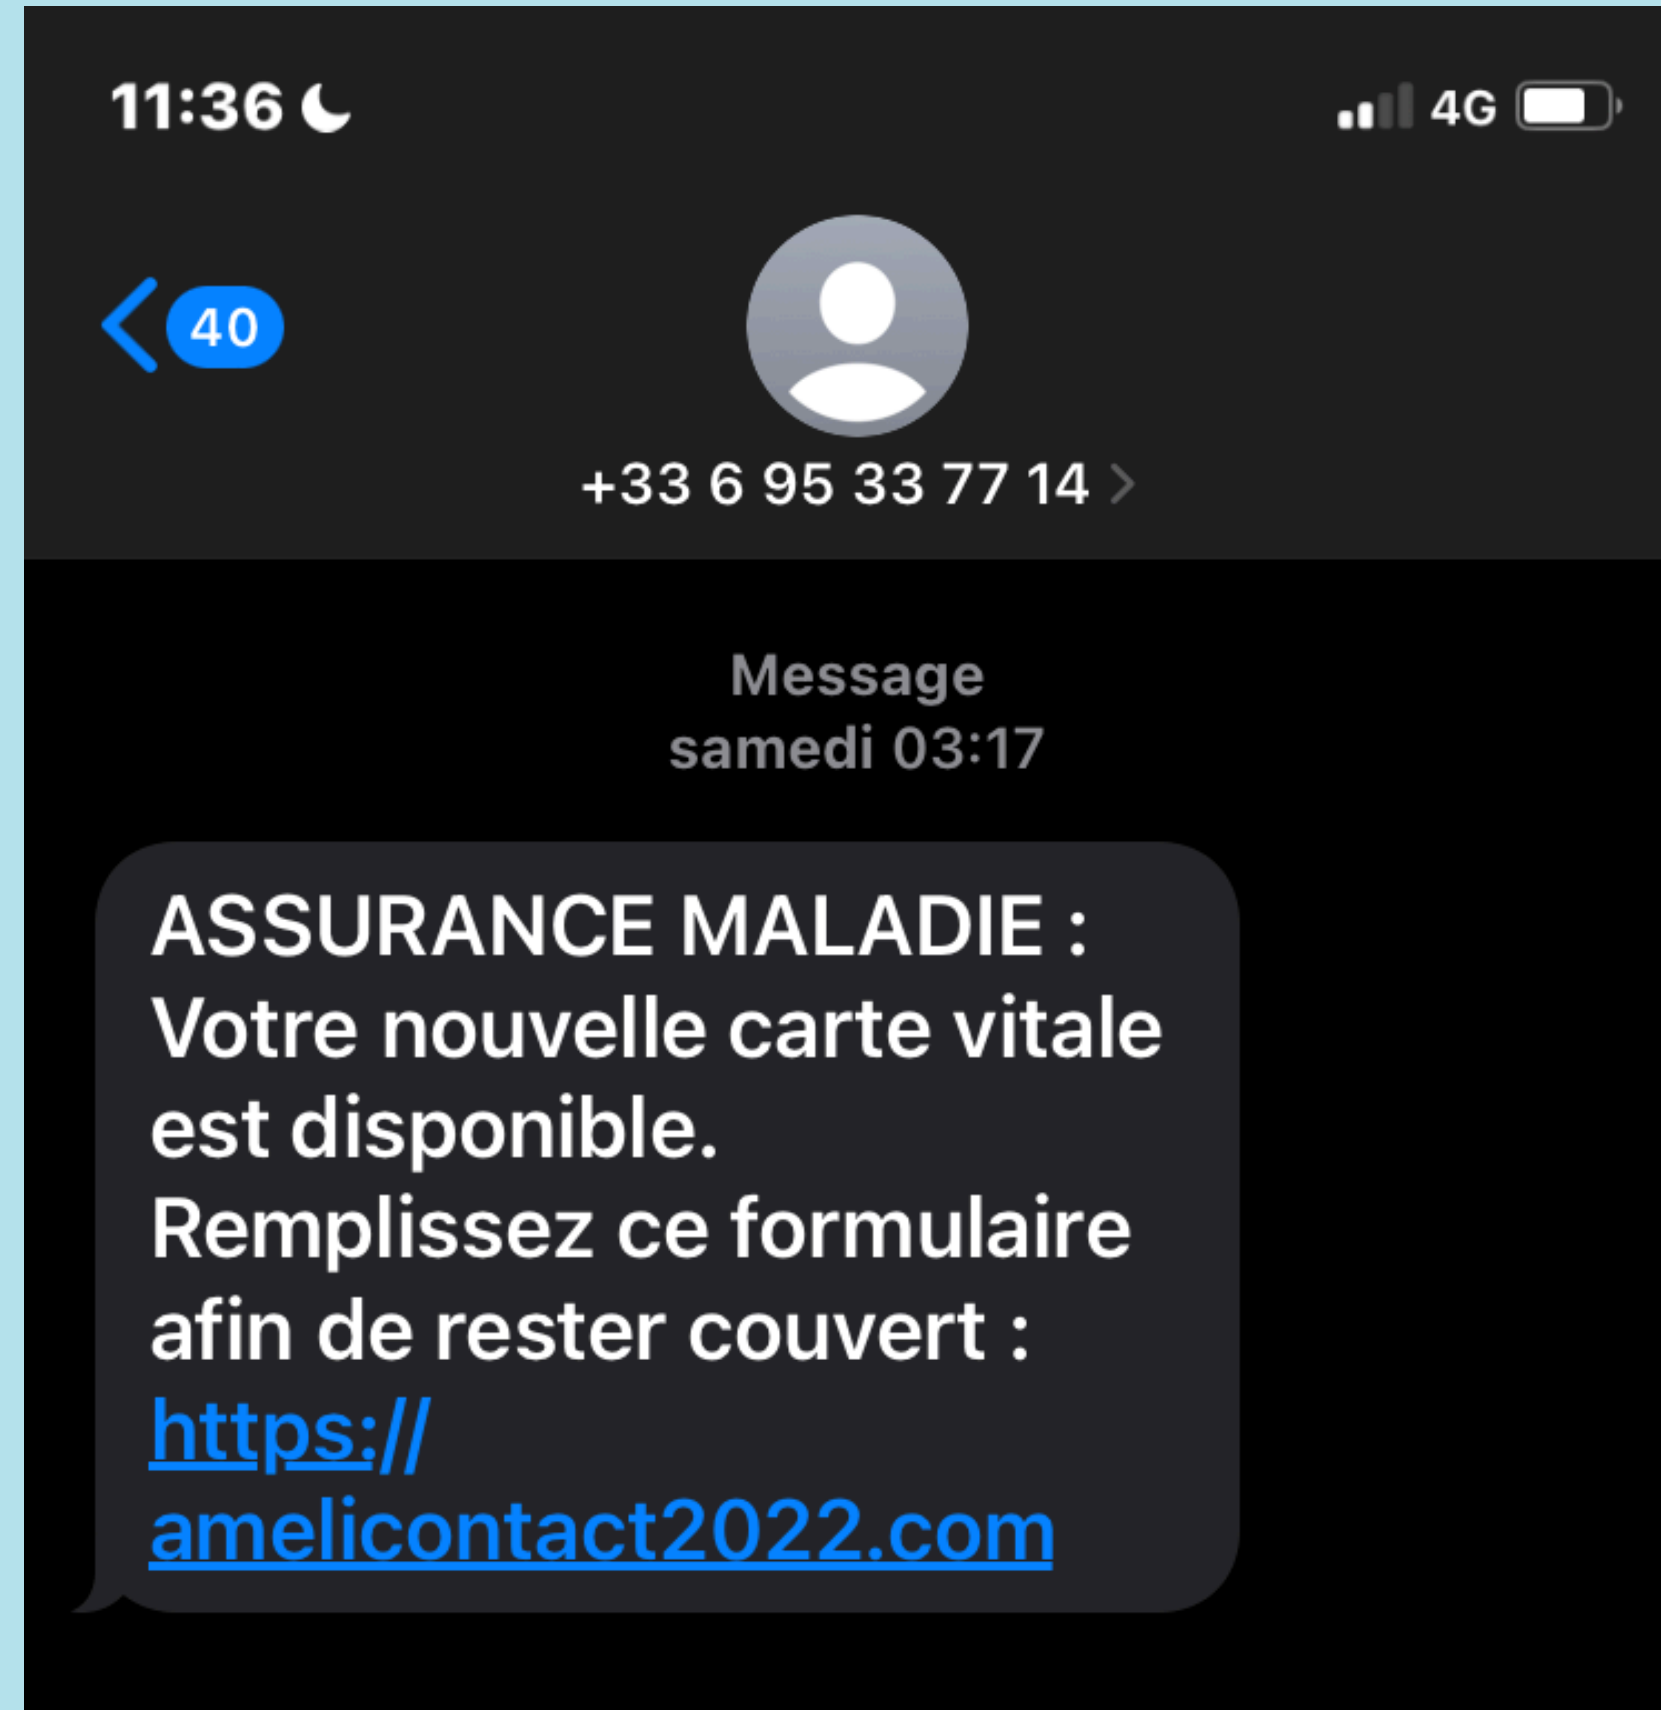 11:36
4G
40
+33 6 95 33 77 14
Message
samedi 03:17
ASSURANCE MALADIE :
Votre nouvelle carte vitale
est disponible.
Remplissez ce formulaire
afin de rester couvert :
https://
amelicontact2022.com